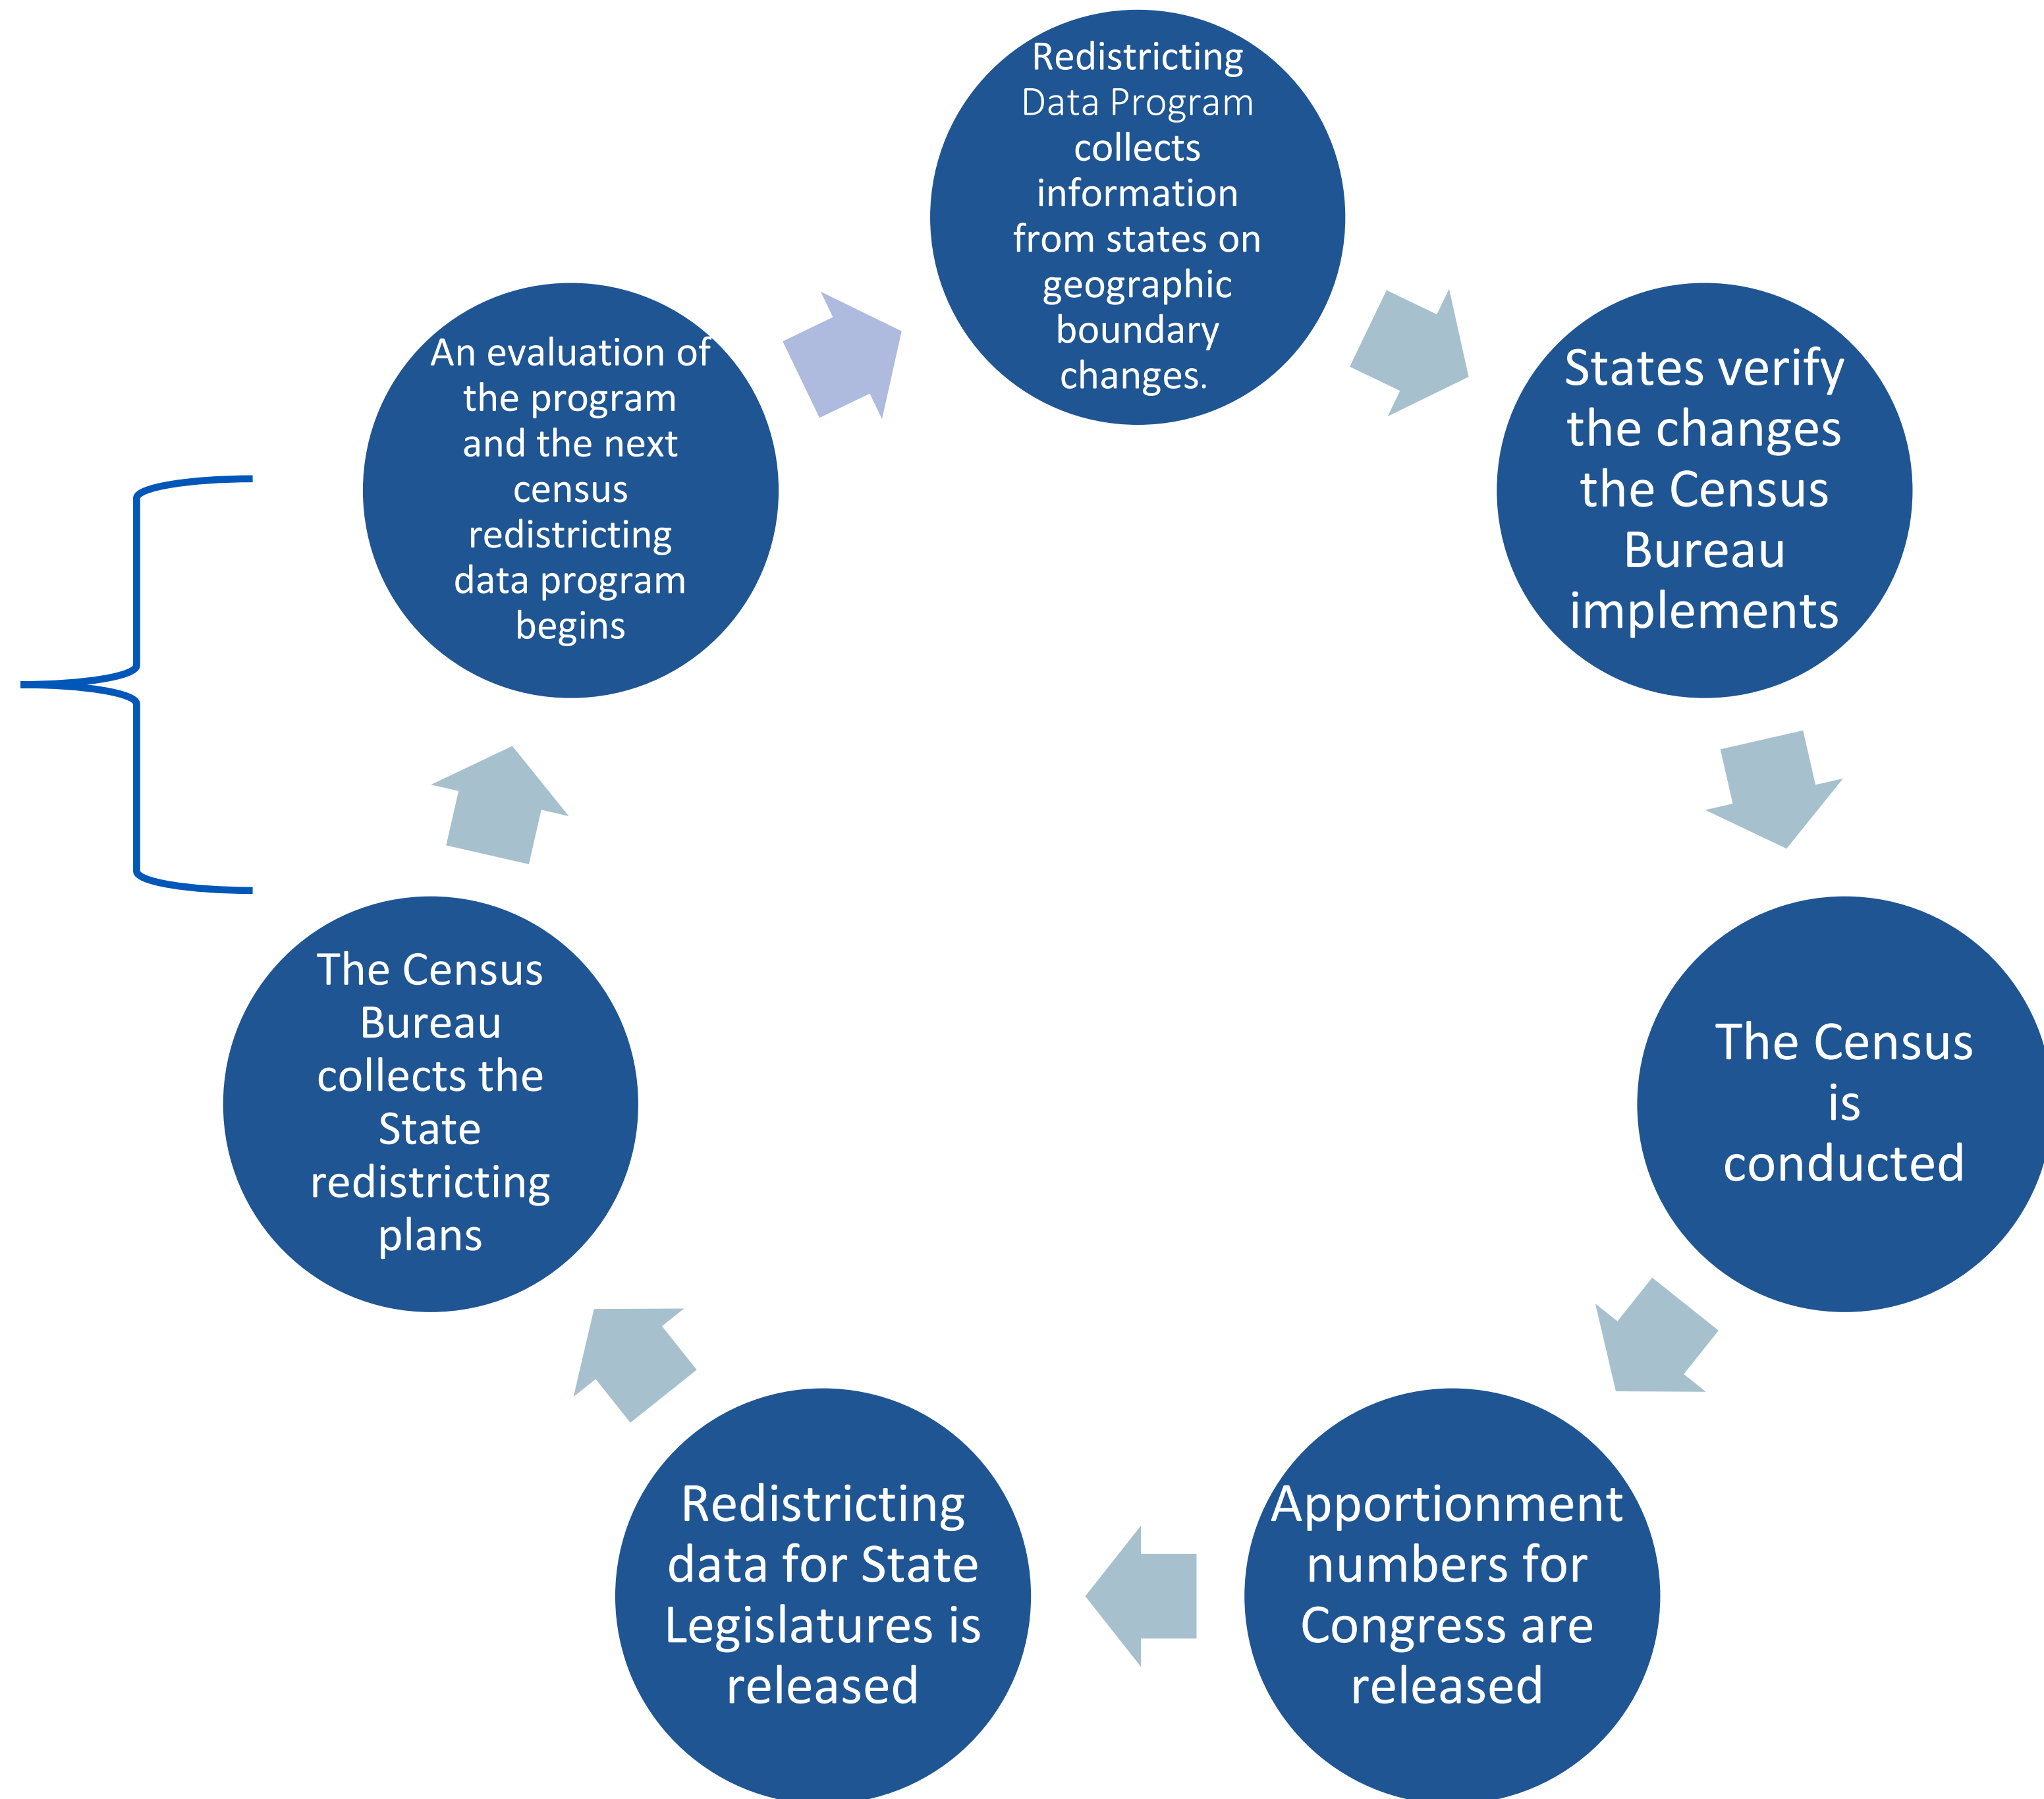 Redistricting
Data Program
collects
information
from states on
geographic
boundary
changes.
States verify
the changes
the Census
Bureau
implements
The Census
is
conducted
Apportionment
numbers for
Congress are
released
Redistricting
data for State
Legislatures is
released
The Census
Bureau
collects the
State
redistricting
plans
An evaluation of
the program
and the next
census
redistricting
data program
begins